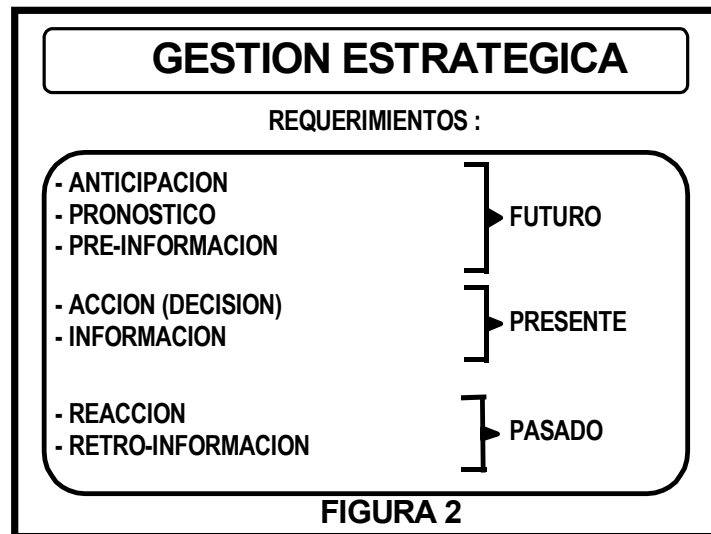 GESTION ESTRATEGICA
REQUERIMIENTOS :
- ANTICIPACION
- PRONOSTICO
- PRE-INFORMACION
FUTURO
- ACCION (DECISION)
- INFORMACION
PRESENTE
- REACCION
- RETRO-INFORMACION
PASADO
FIGURA 2